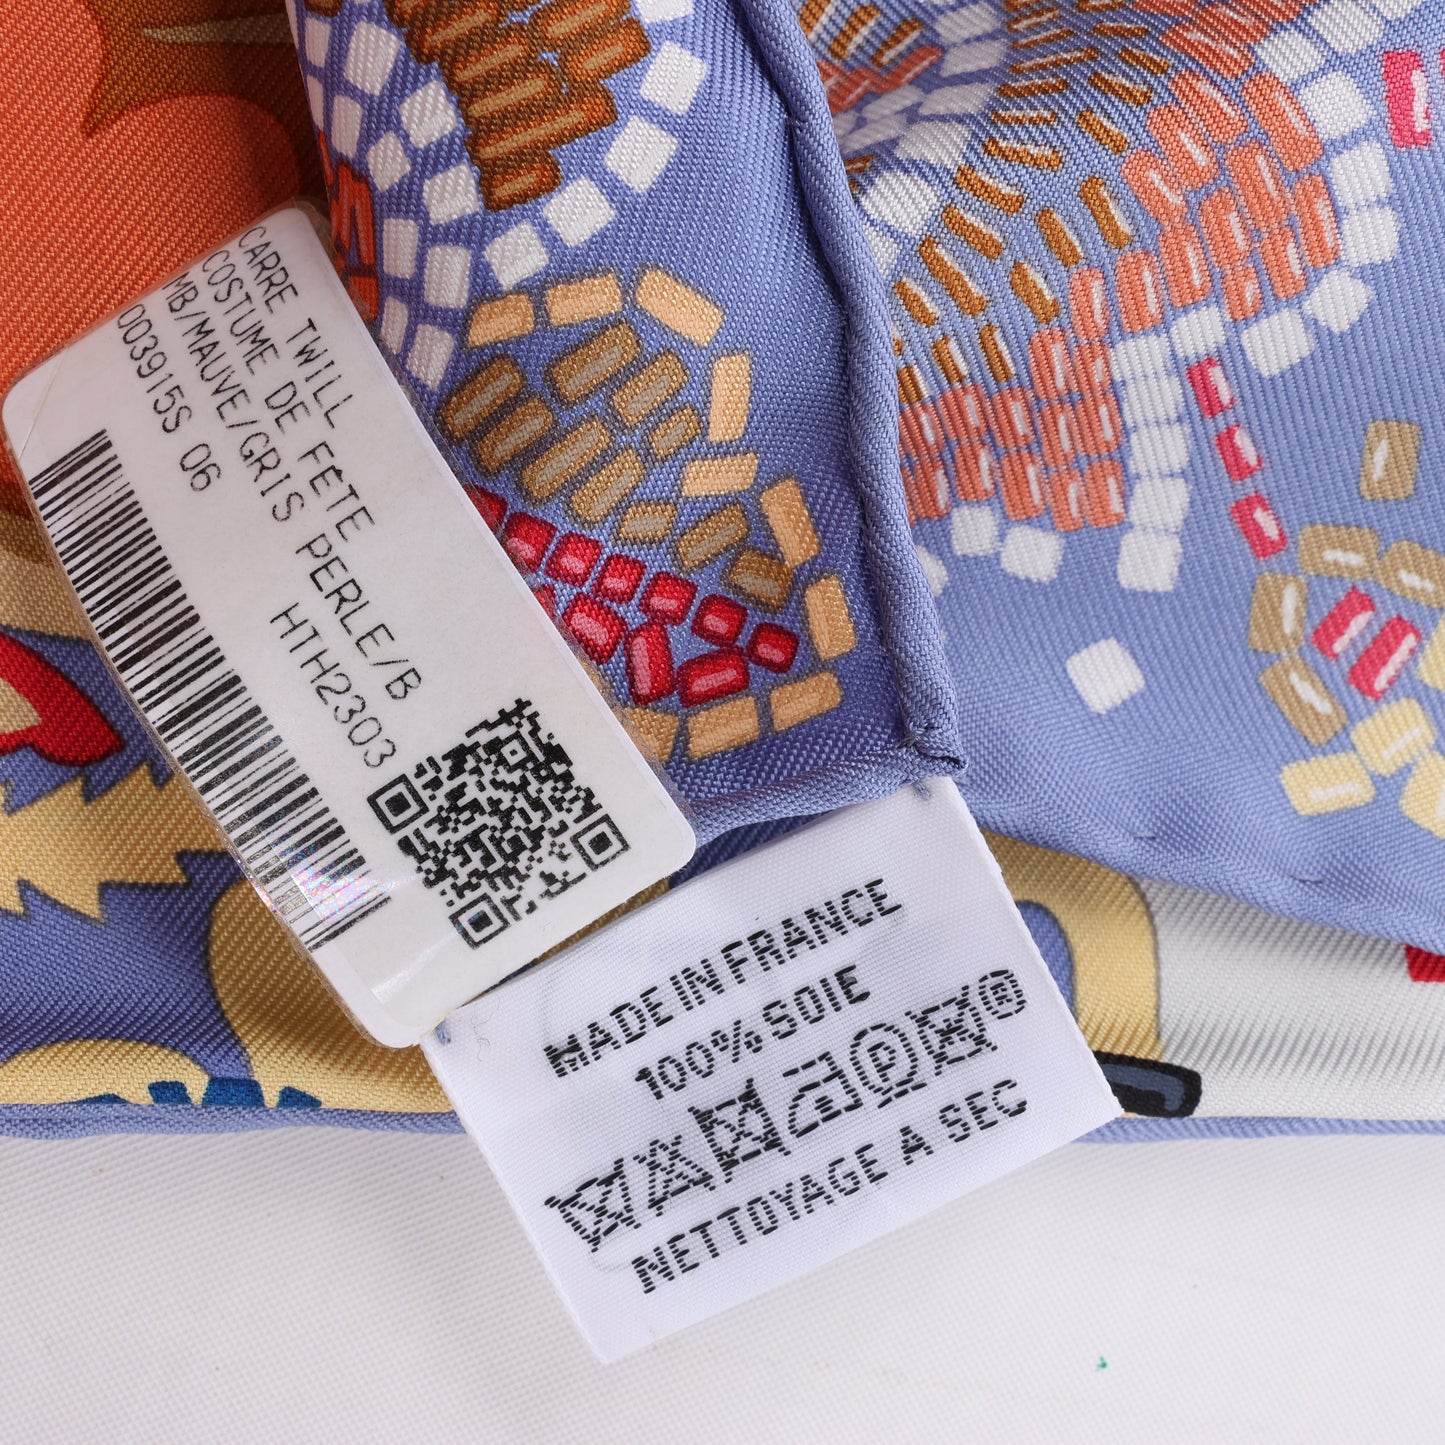 CARRE TWILL
COSTUME DE FÊTE
MB/MAUVE/GRIS PERLE/B
003915S 06
HTH2303
MADE IN FRANCE
100% SOIE
P ®
NETTOYAGE A SEC